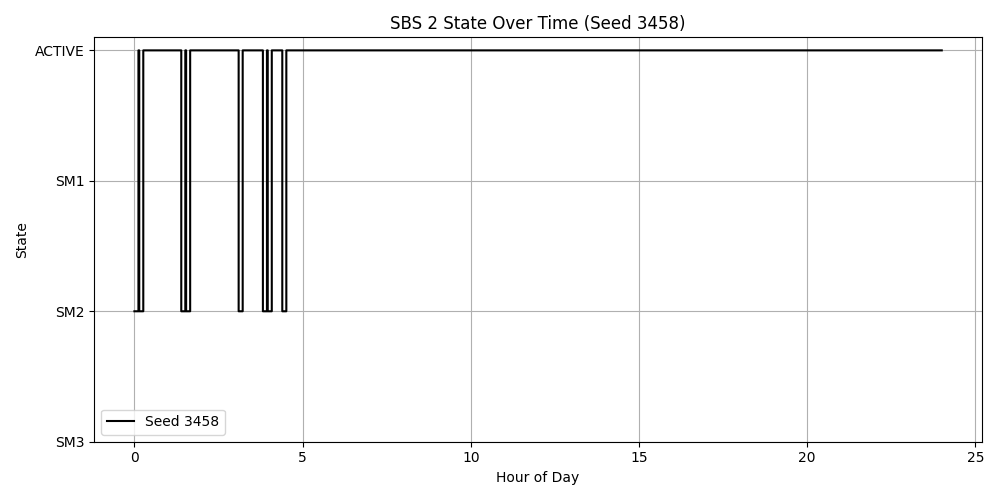 SBS 2 State Over Time (Seed 3458)
ACTIVE
SM1
SM2
SM3
State
Seed 3458
0 5 10 15 20 25
Hour of Day